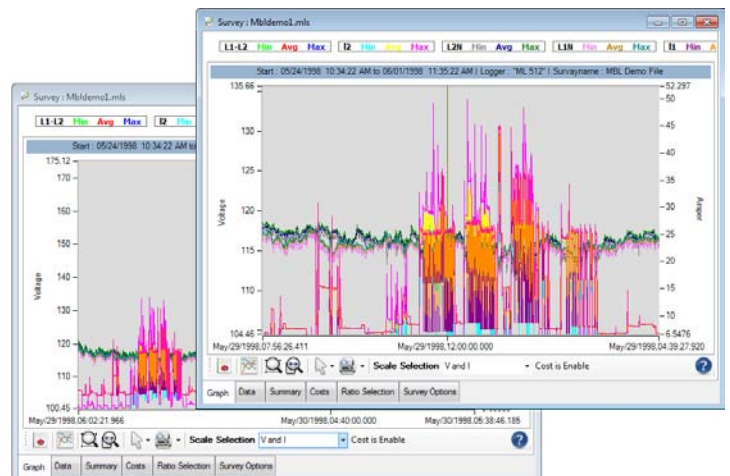 Survey : Mbldemo1.mls
L1-L2 Min Avg Max I2 Min Avg Max L2N Min Avg Max L1N Min Avg Max I1 Min
Start : 05/24/1998 10:34:22 AM to 06/01/1998 11:35:22 AM | Logger : "ML 512" | Surveyname : MBL Demo File
135.66
130
125
120
115
110
104.46
Voltage
52.297
50
45
40
35
30
25
20
15
10
6.5476
Amper
May/29/1998,07:56:26.411 May/29/1998,12:00:00.000 May/29/1998,04:39:27.920
Scale Selection V and I Cost is Enable
Graph Data Summary Costs Ratio Selection Survey Options
Survey : Mbldemo1.mls
L1-L2 Min Avg Max I2 Min
Start : 05/24/1998 10:34:22 AM to
175.12
170
160
150
140
130
120
110
100.45
Voltage
May/29/1998,06:02:21.966 May/30/1998,04:40:00.000 May/30/1998,05:38:46.185
Scale Selection V and I Cost is Enable
Graph Data Summary Costs Ratio Selection Survey Options